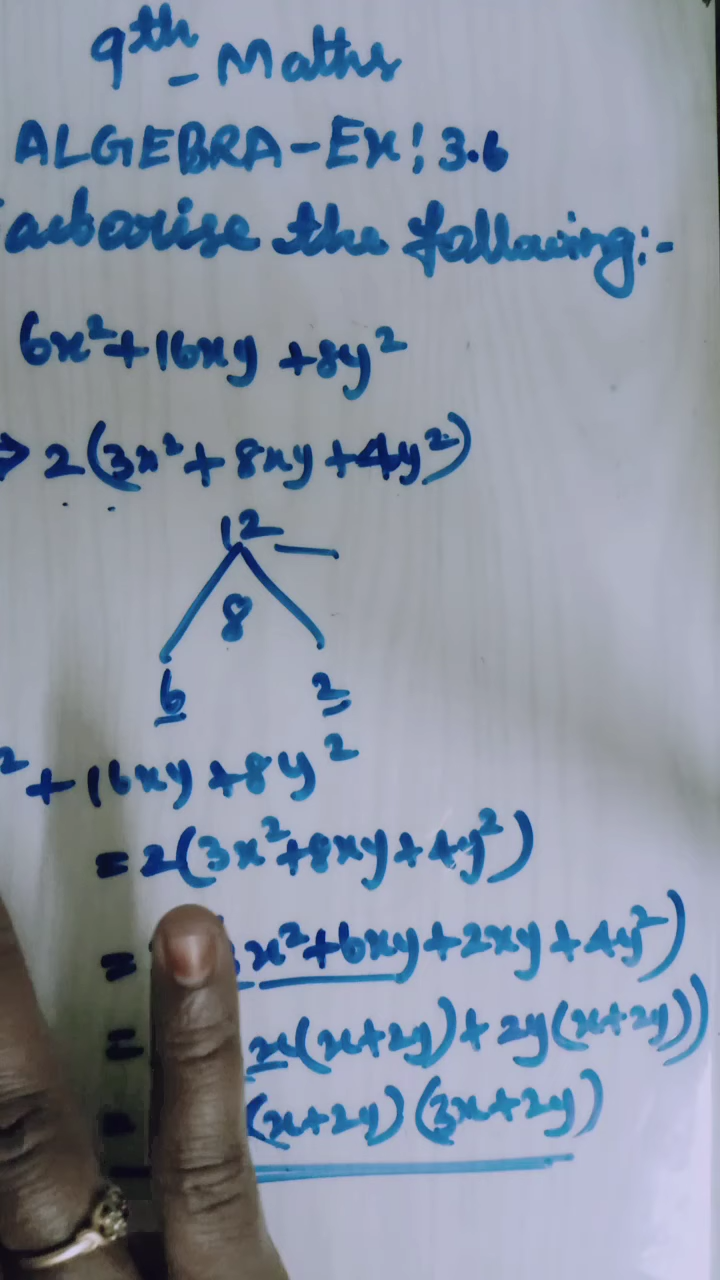 9th - Maths
ALGEBRA - Ex: 3.6
actorise the following:-
6x² + 16xy + 8y²
⇒ 2(3x² + 8xy + 4y²)
12
8
6 2
² + 16xy + 8y²
= 2(3x² + 8xy + 4y²)
= x² + 6xy + 2xy + 4y²)
= x(x+2y) + 2y(x+2y))
= (x+2y)(3x+2y)